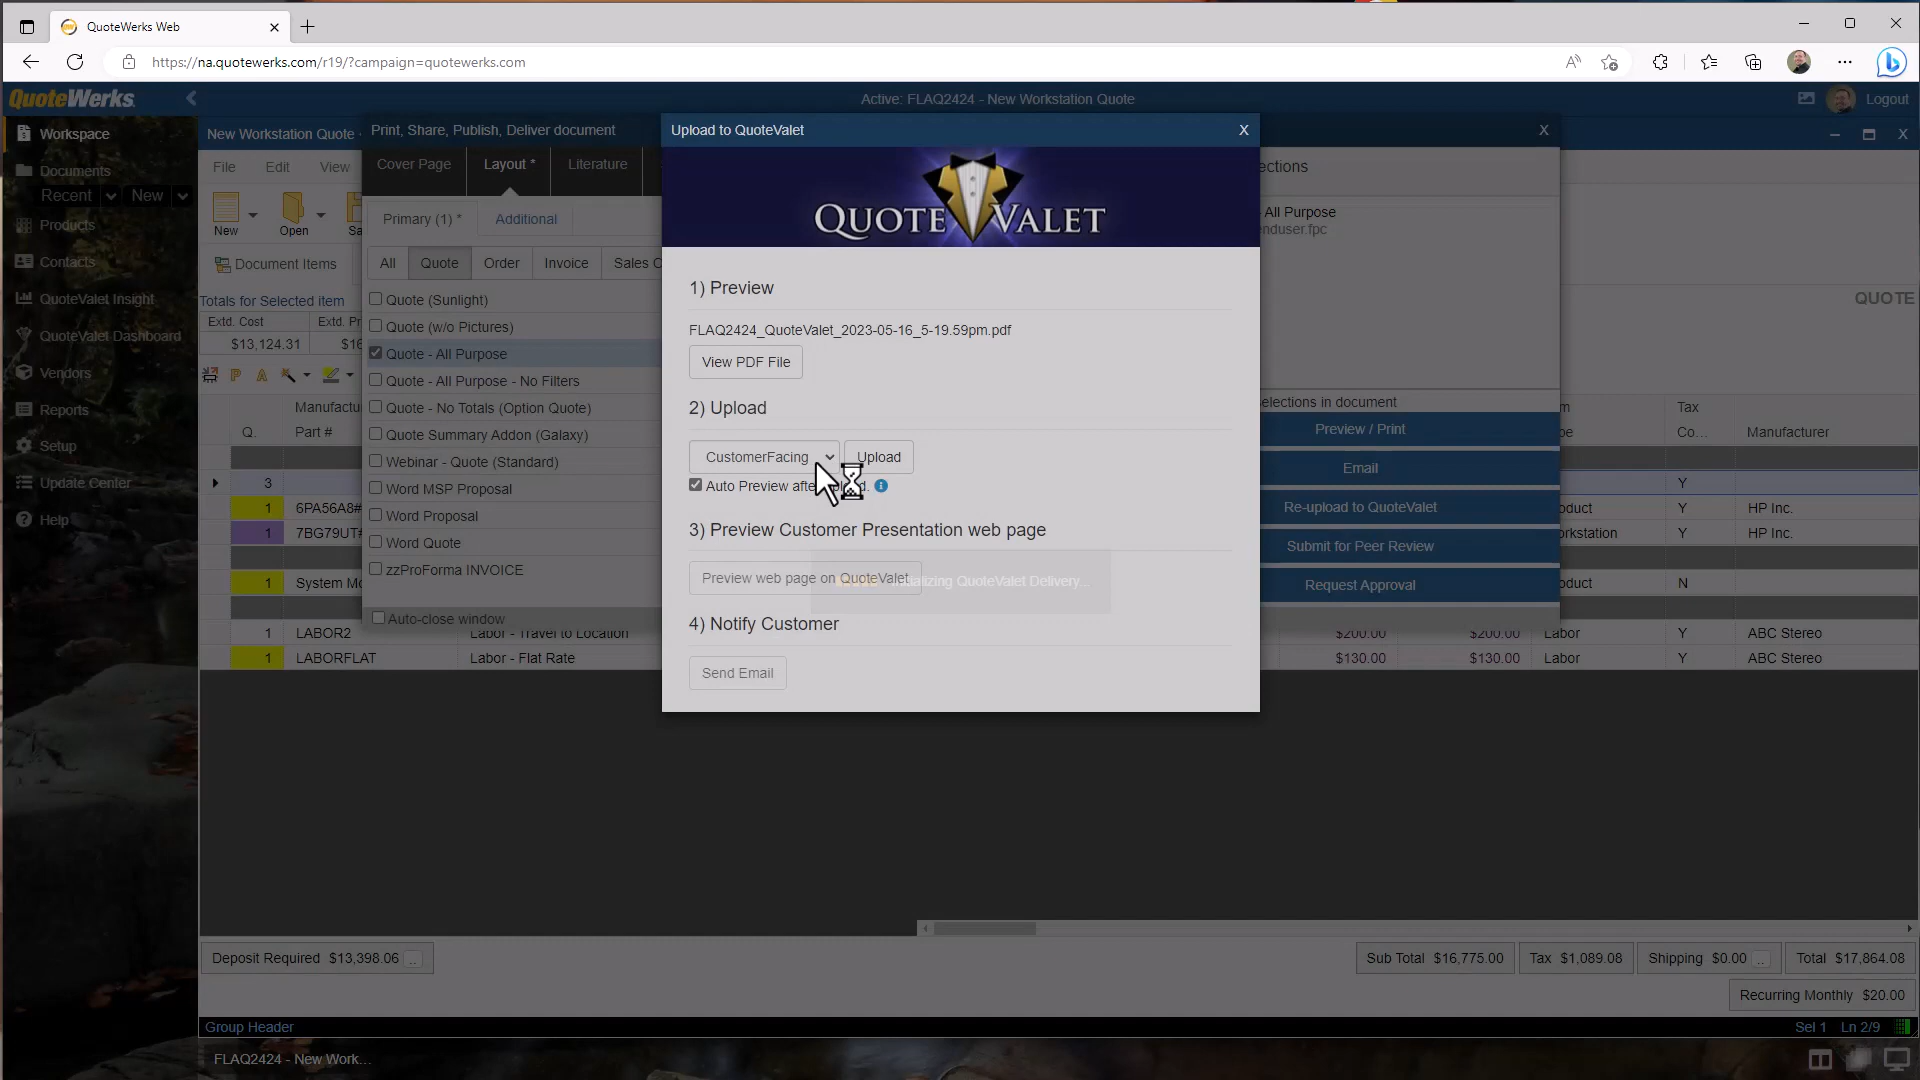 QuoteWerks Web
https://na.quotewerks.com/r19/?campaign=quotewerks.com
QuoteWerks
Active: FLAQ2424 - New Workstation Quote
Logout
Workspace
Documents
Recent
New
Products
Contacts
QuoteValet Insight
QuoteValet Dashboard
Vendors
Reports
Setup
Update Center
Help
New Workstation Quote
File Edit View
New
Open
Document Items
Totals for Selected item
Extd. Cost
$13,124.31
Q.
Part #
3
1 6PA56A8#
1
1
1 LABOR2 Labor - Travel to Location
1 LABORFLAT Labor - Flat Rate
Print, Share, Publish, Deliver document
Cover Page Layout * Literature
Primary (1) * Additional
All Quote Order Invoice
Quote (Sunlight)
Quote (w/o Pictures)
Quote - All Purpose
Quote - All Purpose - No Filters
Quote - No Totals (Option Quote)
Quote Summary Addon (Galaxy)
Webinar - Quote (Standard)
Word MSP Proposal
Word Proposal
Word Quote
zzProForma INVOICE
Auto-close window
Upload to QuoteValet X
QUOTE VALET
1) Preview
FLAQ2424_QuoteValet_2023-05-16_5-19.59pm.pdf
View PDF File
2) Upload
CustomerFacing Upload
Auto Preview
3) Preview Customer Presentation web page
Preview web page on QuoteValet
QuoteValet Delivery...
4) Notify Customer
Send Email
X
All Purpose
in document
Preview / Print
Email
Re-upload to QuoteValet
Submit for Peer Review
Request Approval
QUOTE
Tax
Co... Manufacturer
Y
Y HP Inc.
Y HP Inc.
N
$200.00 $200.00 Labor Y ABC Stereo
$130.00 $130.00 Labor Y ABC Stereo
Deposit Required $13,398.06 ..
Sub Total $16,775.00 Tax $1,089.08 Shipping $0.00 .. Total $17,864.08
Recurring Monthly $20.00
Group Header
Sel 1 Ln 2/9
FLAQ2424 - New Work...